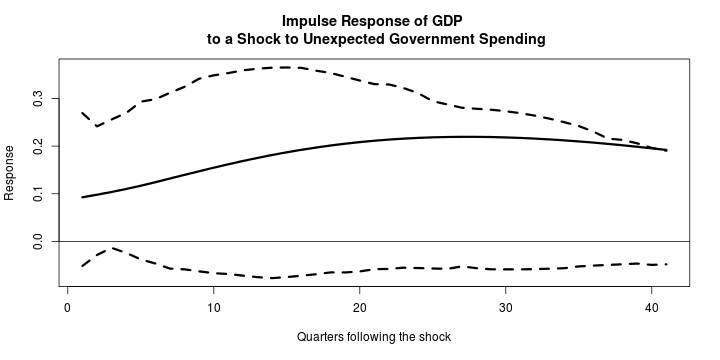 Impulse Response of GDP
to a Shock to Unexpected Government Spending
Response
0.3
0.2
0.1
0.0
0 10 20 30 40
Quarters following the shock